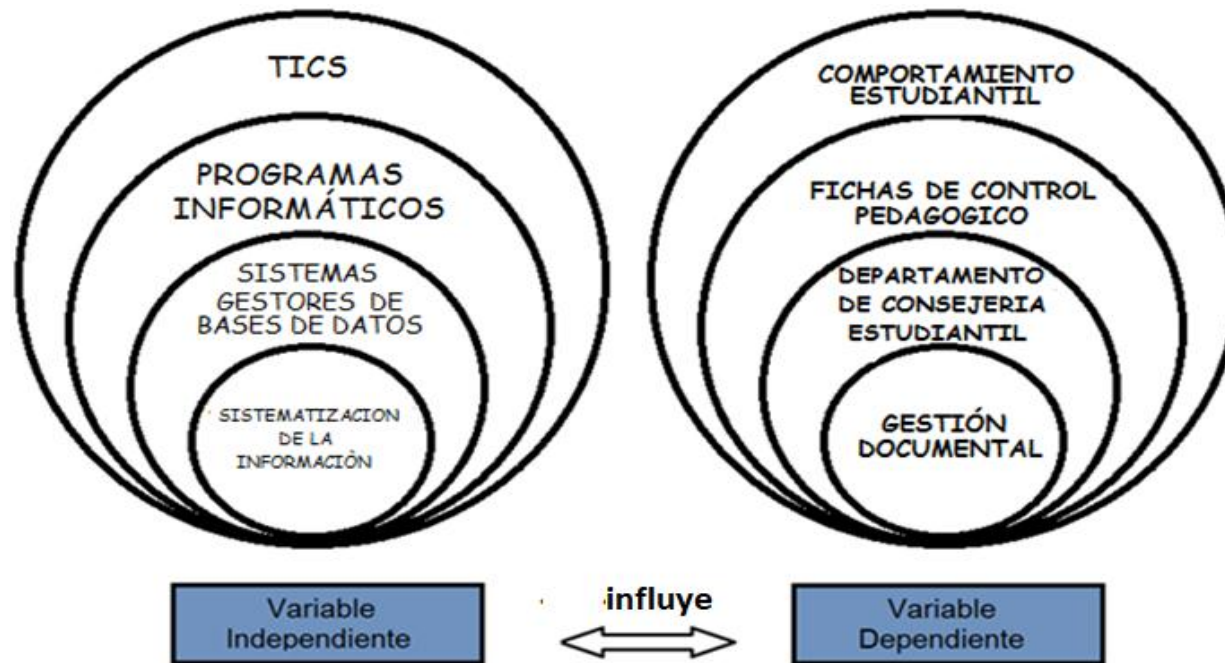 TICS
PROGRAMAS
INFORMÁTICOS
SISTEMAS
GESTORES DE
BASES DE DATOS
SISTEMATIZACION
DE LA
INFORMACIÓN
COMPORTAMIENTO
ESTUDIANTIL
FICHAS DE CONTROL
PEDAGOGICO
DEPARTAMENTO
DE CONSEJERIA
ESTUDIANTIL
GESTIÓN
DOCUMENTAL
Variable
Independiente
influye
Variable
Dependiente